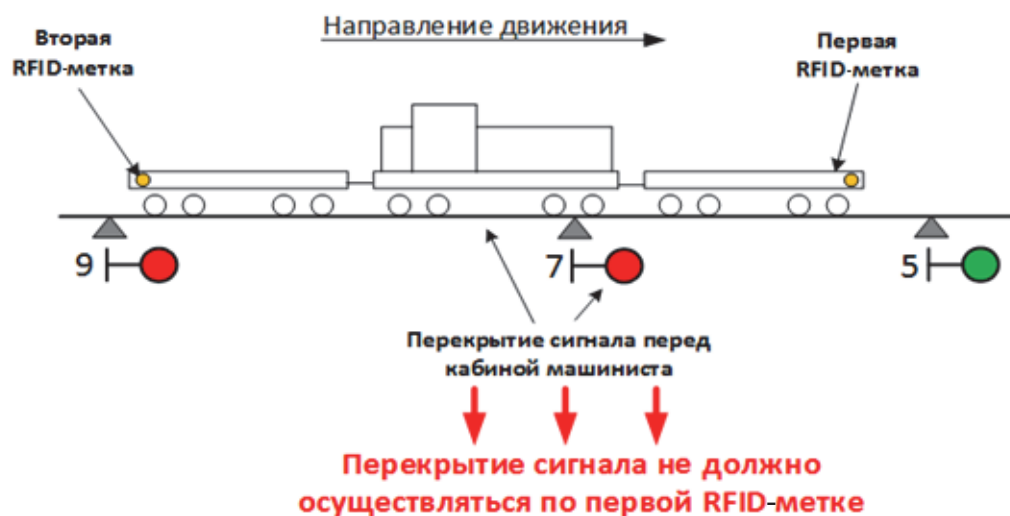 Направление движения
Вторая
RFID-метка
Первая
RFID-метка
9
7
5
Перекрытие сигнала перед
кабиной машиниста
Перекрытие сигнала не должно
осуществляться по первой RFID-метке